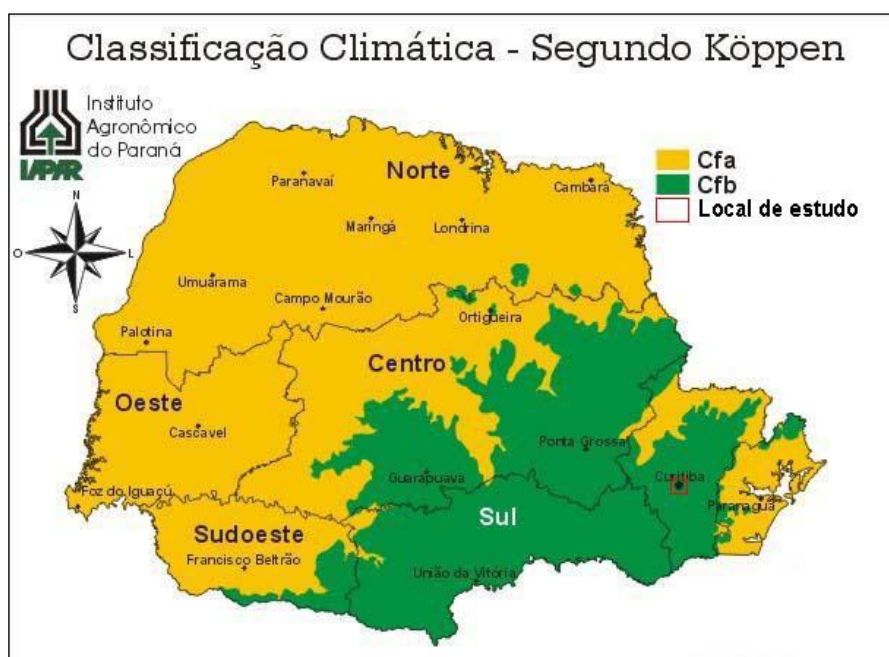 Classificação Climática - Segundo Köppen
Instituto
Agronômico
do Paraná
IAPAR
N
O
L
S
Cfa
Cfb
Local de estudo
Norte
Paranavaí
Cambará
Maringá
Londrina
Umuarama
Campo Mourão
Ortigueira
Palotina
Centro
Oeste
Cascavel
Ponta Grossa
Guarapuava
Curitiba
Foz do Iguaçú
Paranaguá
Sul
Sudoeste
Francisco Beltrão
União da Vitória